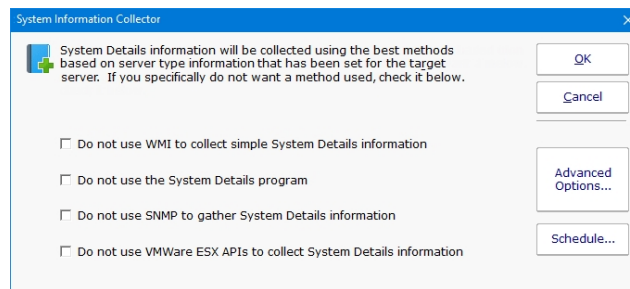 System Information Collector
System Details information will be collected using the best methods
based on server type information that has been set for the target
server. If you specifically do not want a method used, check it below.
OK
Cancel
Do not use WMI to collect simple System Details information
Do not use the System Details program
Advanced
Options...
Do not use SNMP to gather System Details information
Schedule...
Do not use VMWare ESX APIs to collect System Details information